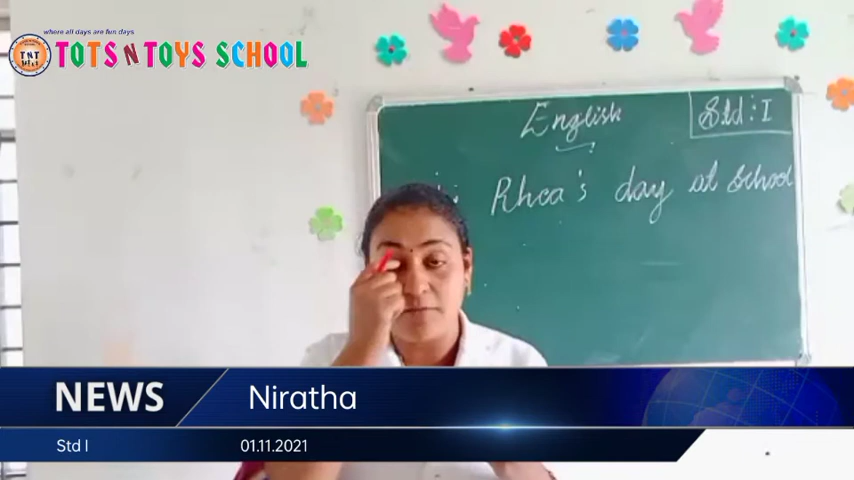 where all days are fun days
TNT
TOTS N TOYS SCHOOL
English
Std : I
Rhea's day at school
NEWS
Niratha
Std I
01.11.2021